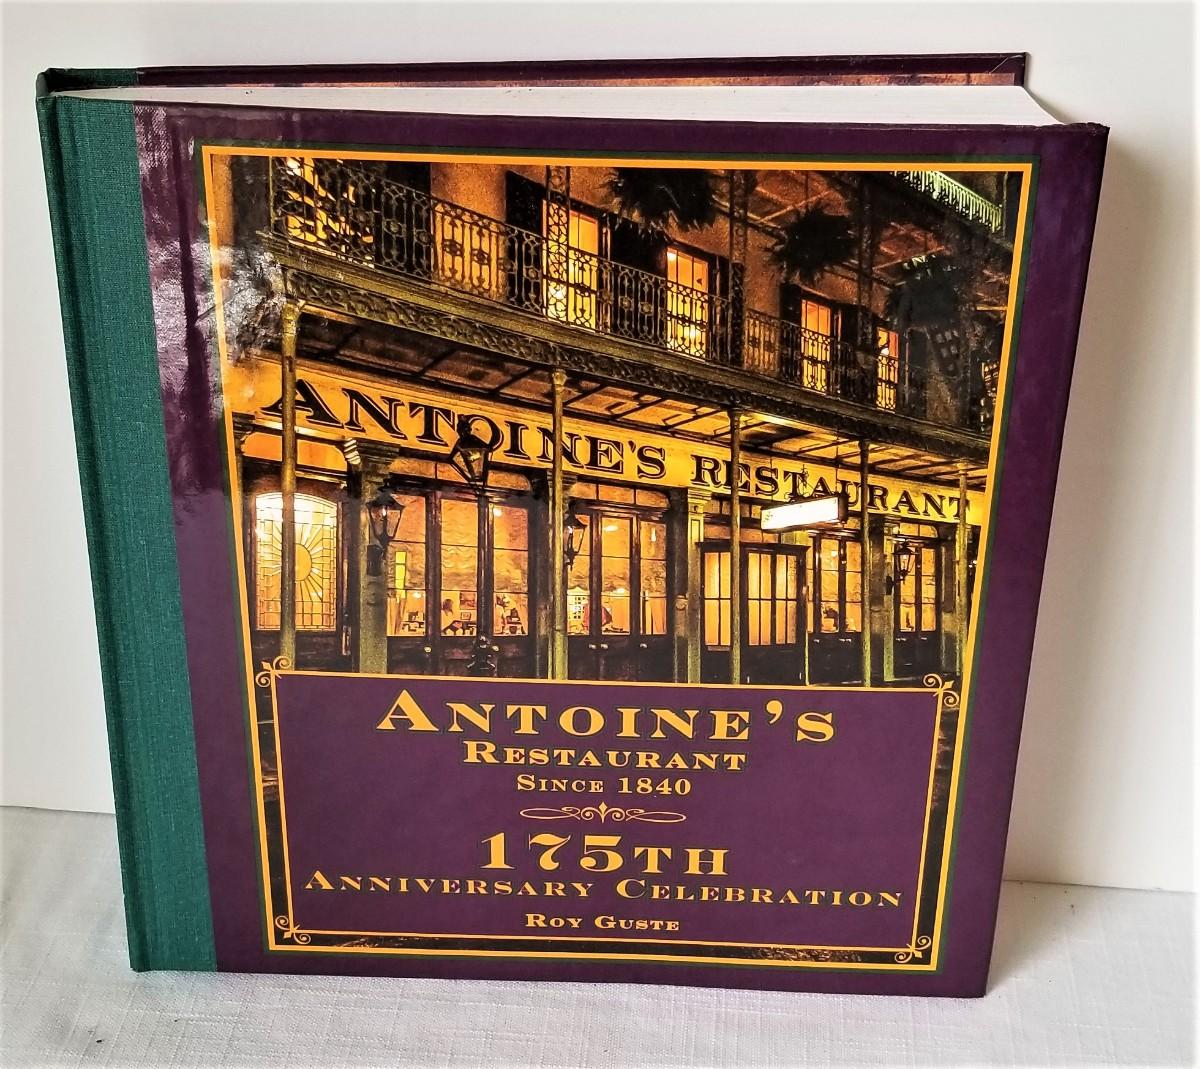 ANTOINE'S RESTAURANT
ANTOINE'S
RESTAURANT
SINCE 1840
175TH
ANNIVERSARY CELEBRATION
ROY GUSTE